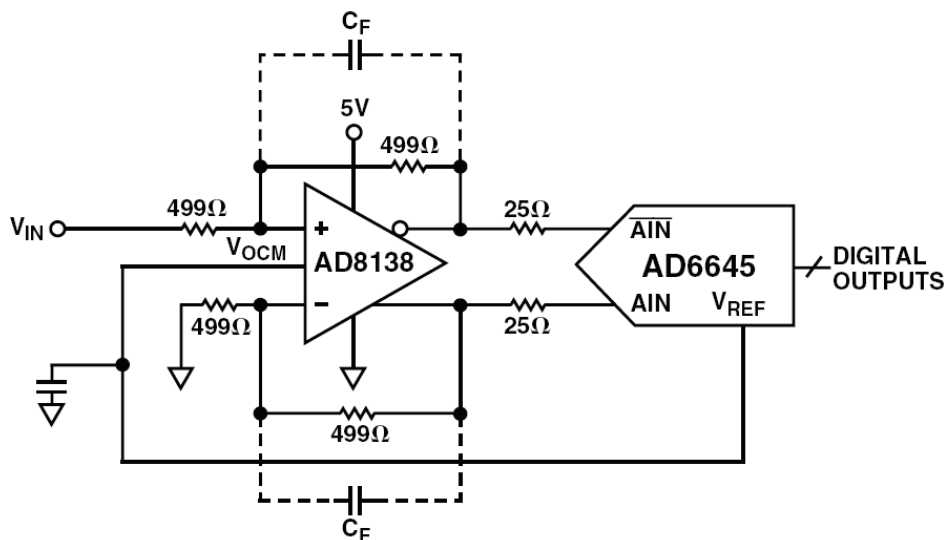 C_F
5V
499Ω
499Ω
25Ω
V_IN
V_OCM
+
AD8138
AIN
AD6645
DIGITAL
OUTPUTS
−
AIN
V_REF
499Ω
25Ω
499Ω
C_F